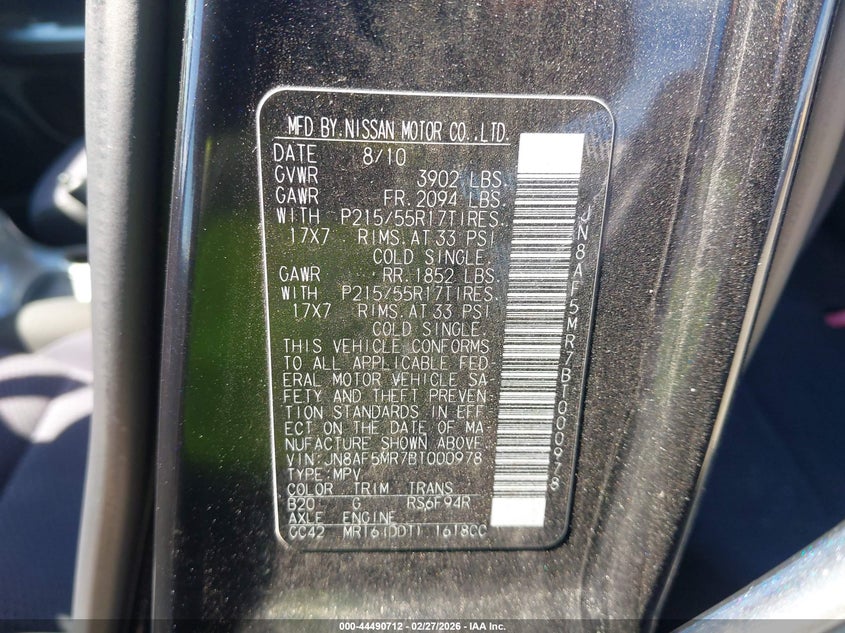 MFD BY.NISSAN MOTOR CO.,LTD.
DATE 8/10
GVWR 3902 LBS.
GAWR FR.2094 LBS.
WITH P215/55R17TIRES.
17X7 RIMS.AT 33 PSI
COLD SINGLE.
GAWR RR.1852 LBS.
WITH P215/55R17TIRES.
17X7 RIMS.AT 33 PSI
COLD SINGLE.
THIS VEHICLE CONFORMS
TO ALL APPLICABLE FED
ERAL MOTOR VEHICLE SA-
FETY AND THEFT PREVEN-
TION STANDARDS IN EFF
ECT ON THE DATE OF MA
NUFACTURE SHOWN ABOVE.
VIN:JN8AF5MR7BT000978
TYPE:MPV
COLOR TRIM TRANS
B20 G RS6F94R
AXLE ENGINE
GC42 MR16(DDT) 1618CC
JN8AF5MR7BT000978
000-44490712 - 02/27/2026 - IAA Inc.